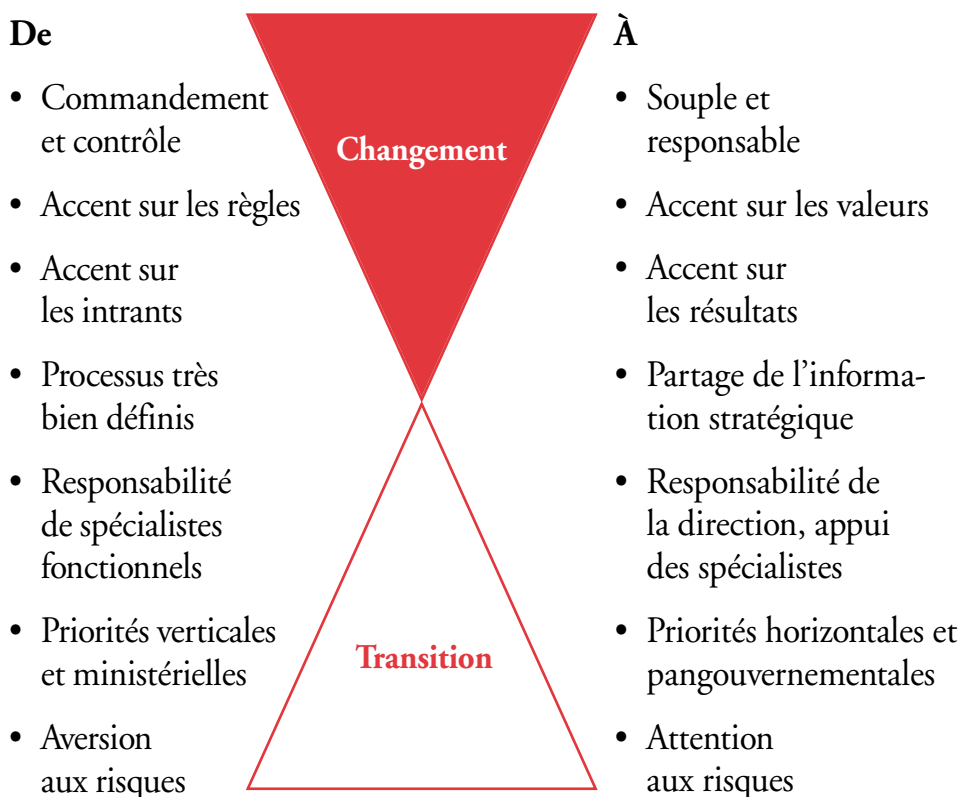 De
• Commandement
et contrôle
• Accent sur les règles
• Accent sur
les intrants
• Processus très
bien définis
• Responsabilité
de spécialistes
fonctionnels
• Priorités verticales
et ministérielles
• Aversion
aux risques
Changement
Transition
À
• Souple et
responsable
• Accent sur les valeurs
• Accent sur
les résultats
• Partage de l’informa-
tion stratégique
• Responsabilité de
la direction, appui
des spécialistes
• Priorités horizontales et
pangouvernementales
• Attention
aux risques